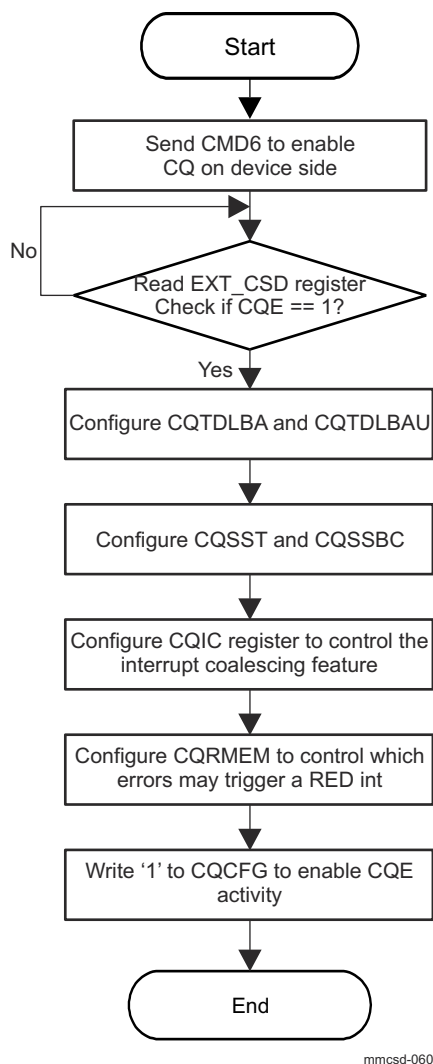 Start
Send CMD6 to enable
CQ on device side
No
Read EXT_CSD register
Check if CQE == 1?
Yes
Configure CQTDLBA and CQTDLBAU
Configure CQSST and CQSSBC
Configure CQIC register to control the
interrupt coalescing feature
Configure CQRMEM to control which
errors may trigger a RED int
Write ‘1’ to CQCFG to enable CQE
activity
End
mmcsd-060